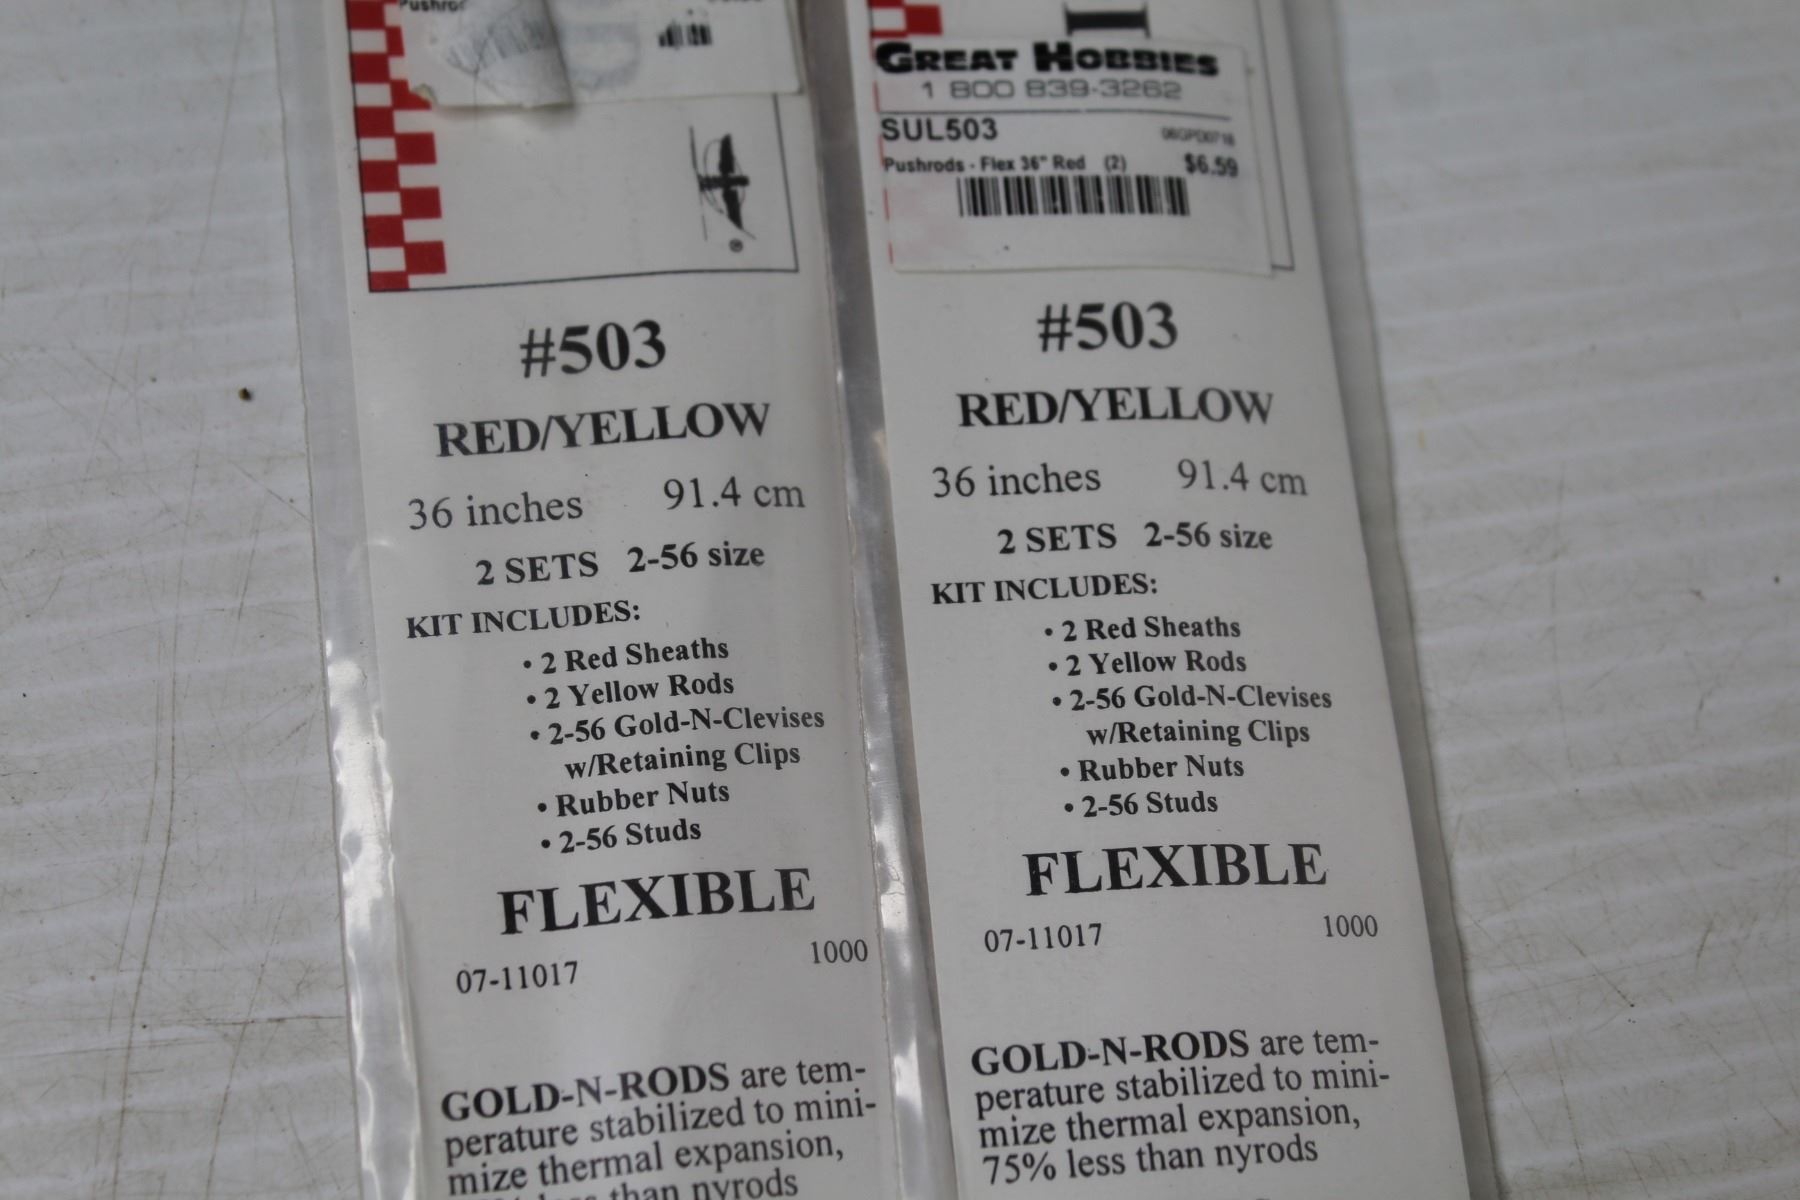 Pushro
®
#503
RED/YELLOW
36 inches 91.4 cm
2 SETS 2-56 size
KIT INCLUDES:
• 2 Red Sheaths
• 2 Yellow Rods
• 2-56 Gold-N-Clevises
w/Retaining Clips
• Rubber Nuts
• 2-56 Studs
FLEXIBLE
07-11017 1000
GOLD-N-RODS are tem-
perature stabilized to mini-
mize thermal expansion,
less than nyrods
GREAT HOBBIES
1 800 839-3262
SUL503
Pushrods - Flex 36" Red (2) $6.59
#503
RED/YELLOW
36 inches 91.4 cm
2 SETS 2-56 size
KIT INCLUDES:
• 2 Red Sheaths
• 2 Yellow Rods
• 2-56 Gold-N-Clevises
w/Retaining Clips
• Rubber Nuts
• 2-56 Studs
FLEXIBLE
07-11017 1000
GOLD-N-RODS are tem-
perature stabilized to mini-
mize thermal expansion,
75% less than nyrods